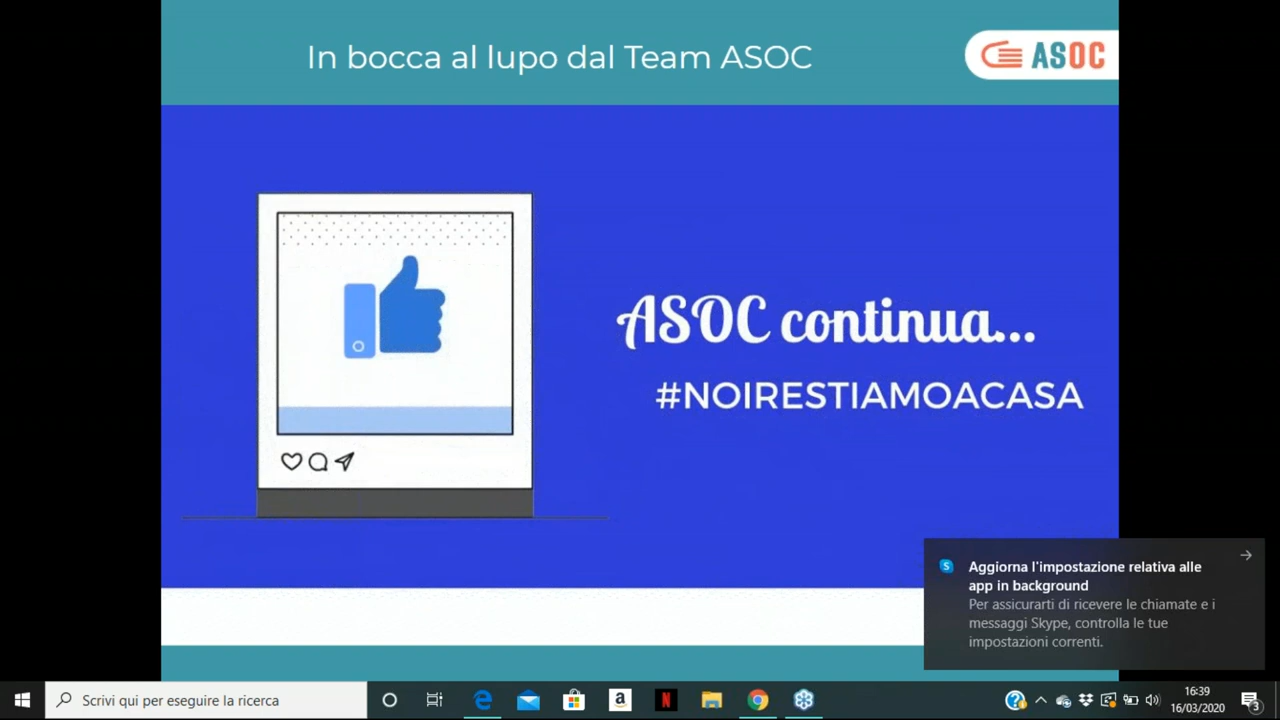 In bocca al lupo dal Team ASOC
ASOC
ASOC continua...
#NOIRESTIAMOACASA
Aggiorna l'impostazione relativa alle
app in background
Per assicurarti di ricevere le chiamate e i
messaggi Skype, controlla le tue
impostazioni correnti.
Scrivi qui per eseguire la ricerca
16:39
16/03/2020
3